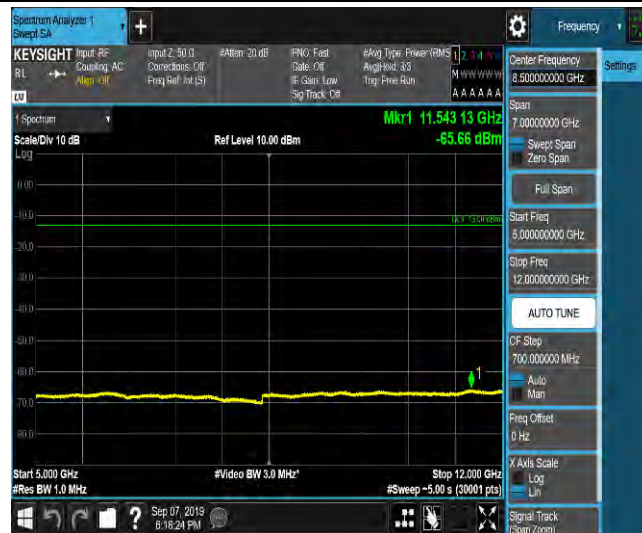 Spectrum Analyzer 1
Swept SA
Frequency
KEYSIGHT
RL
Input: RF
Coupling: AC
Align: Off
Input Z: 50 Ω
Corrections: Off
Freq Ref: Int (S)
#Atten: 20 dB
PNO: Fast
Gate: Off
IF Gain: Low
Sig Track: Off
#Avg Type: Power (RMS
Avg|Hold: 3/3
Trig: Free Run
M W W W W W
A A A A A A
1 Spectrum
Scale/Div 10 dB
Log
Ref Level 10.00 dBm
Mkr1 11.543 13 GHz
-65.66 dBm
0.00
-10.0
-20.0
-30.0
-40.0
-50.0
-60.0
-70.0
-80.0
1
Start 5.000 GHz
#Res BW 1.0 MHz
#Video BW 3.0 MHz*
Stop 12.000 GHz
#Sweep ~5.00 s (30001 pts)
Sep 07, 2019
6:18:24 PM
Center Frequency
8.500000000 GHz
Settings
Span
7.00000000 GHz
Swept Span
Zero Span
Full Span
Start Freq
5.000000000 GHz
Stop Freq
12.000000000 GHz
AUTO TUNE
CF Step
700.000000 MHz
Auto
Man
Freq Offset
0 Hz
X Axis Scale
Log
Lin
Signal Track
(Span Zoom)